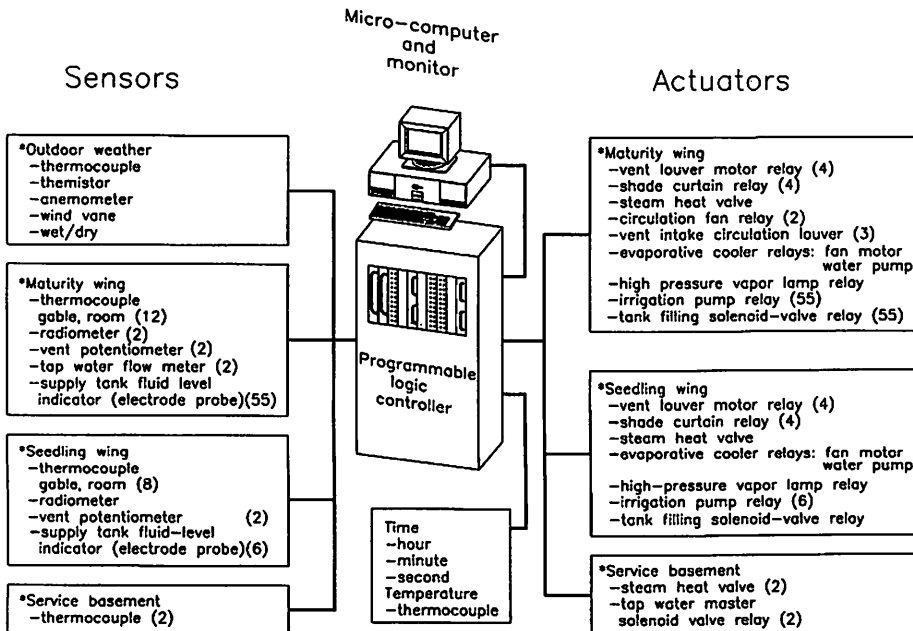 Micro-computer
and
monitor
Sensors
Actuators
*Outdoor weather
-thermocouple
-themistor
-anemometer
-wind vane
-wet/dry
*Maturity wing
-thermocouple
gable, room (12)
-radiometer (2)
-vent potentiometer (2)
-tap water flow meter (2)
-supply tank fluid level
indicator (electrode probe)(55)
*Seedling wing
-thermocouple
gable, room (8)
-radiometer
-vent potentiometer (2)
-supply tank fluid-level
indicator (electrode probe)(6)
*Service basement
-thermocouple (2)
Programmable
logic
controller
Time
-hour
-minute
-second
Temperature
-thermocouple
*Maturity wing
-vent louver motor relay (4)
-shade curtain relay (4)
-steam heat valve
-circulation fan relay (2)
-vent intake circulation louver (3)
-evaporative cooler relays: fan motor
water pump
-high pressure vapor lamp relay
-irrigation pump relay (55)
-tank filling solenoid-valve relay (55)
*Seedling wing
-vent louver motor relay (4)
-shade curtain relay (4)
-steam heat valve
-evaporative cooler relays: fan motor
water pump
-high-pressure vapor lamp relay
-irrigation pump relay (6)
-tank filling solenoid-valve relay
*Service basement
-steam heat valve (2)
-tap water master
solenoid valve relay (2)